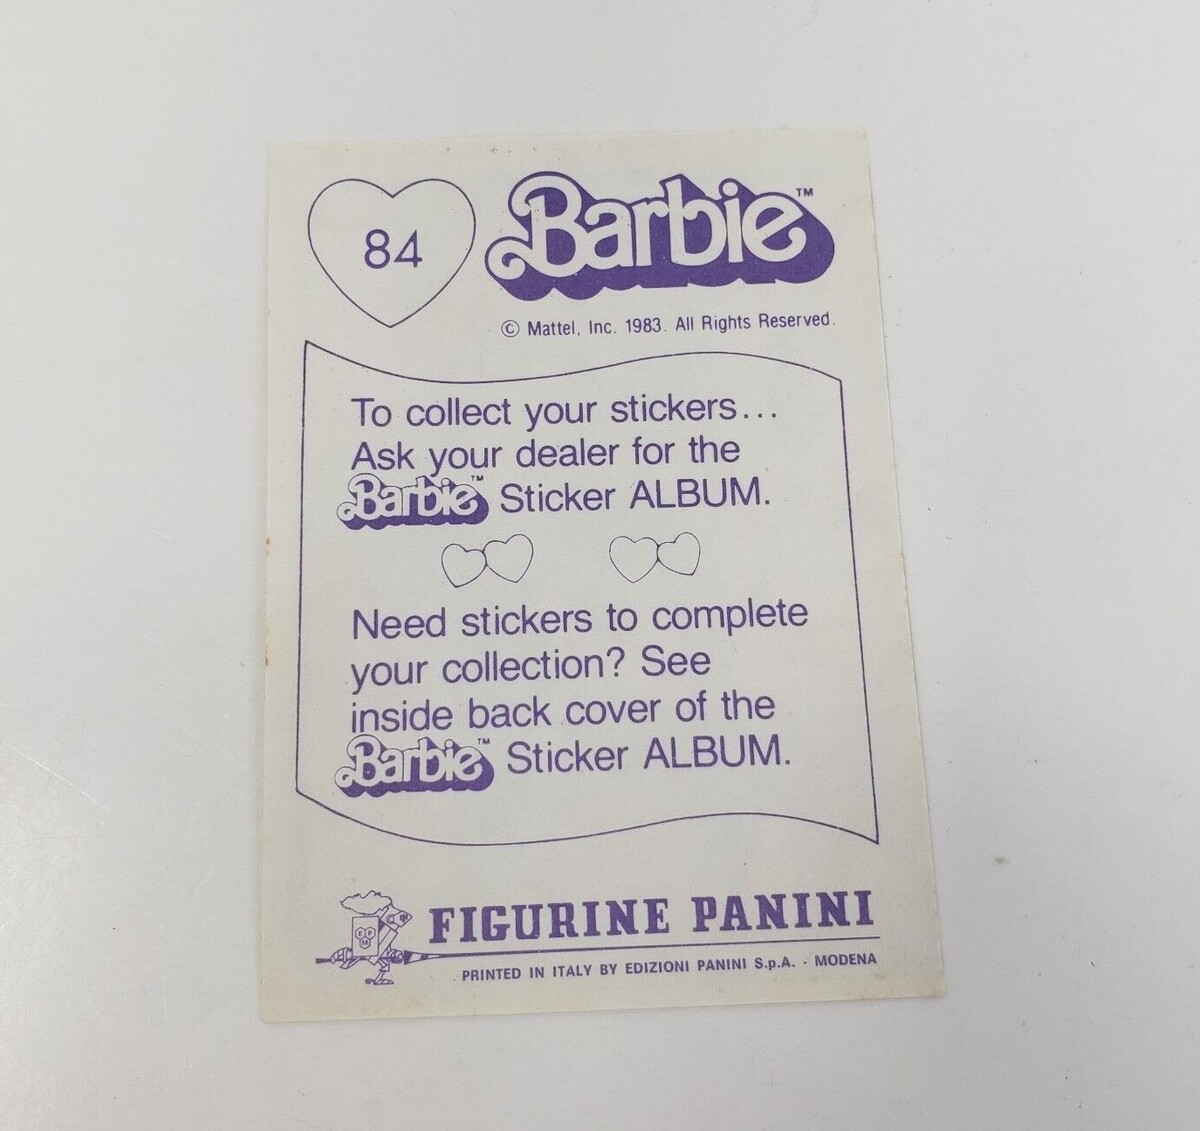 84
Barbie™
© Mattel, Inc. 1983. All Rights Reserved.
To collect your stickers...
Ask your dealer for the
Barbie™ Sticker ALBUM.
Need stickers to complete
your collection? See
inside back cover of the
Barbie™ Sticker ALBUM.
FIGURINE PANINI
PRINTED IN ITALY BY EDIZIONI PANINI S.p.A. - MODENA